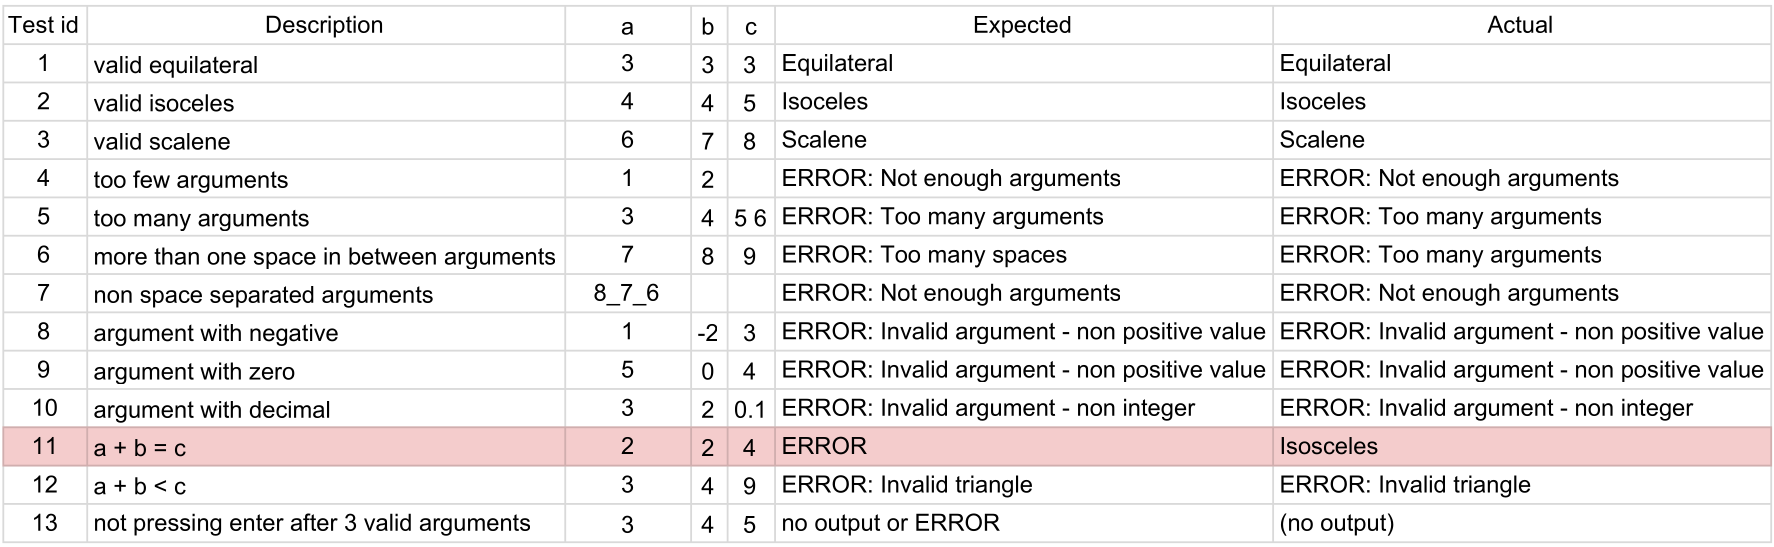 Test id Description a b c Expected Actual
1 valid equilateral 3 3 3 Equilateral Equilateral
2 valid isoceles 4 4 5 Isoceles Isoceles
3 valid scalene 6 7 8 Scalene Scalene
4 too few arguments 1 2 ERROR: Not enough arguments ERROR: Not enough arguments
5 too many arguments 3 4 5 6 ERROR: Too many arguments ERROR: Too many arguments
6 more than one space in between arguments 7 8 9 ERROR: Too many spaces ERROR: Too many arguments
7 non space separated arguments 8_7_6 ERROR: Not enough arguments ERROR: Not enough arguments
8 argument with negative 1 -2 3 ERROR: Invalid argument - non positive value ERROR: Invalid argument - non positive value
9 argument with zero 5 0 4 ERROR: Invalid argument - non positive value ERROR: Invalid argument - non positive value
10 argument with decimal 3 2 0.1 ERROR: Invalid argument - non integer ERROR: Invalid argument - non integer
11 a + b = c 2 2 4 ERROR Isosceles
12 a + b < c 3 4 9 ERROR: Invalid triangle ERROR: Invalid triangle
13 not pressing enter after 3 valid arguments 3 4 5 no output or ERROR (no output)